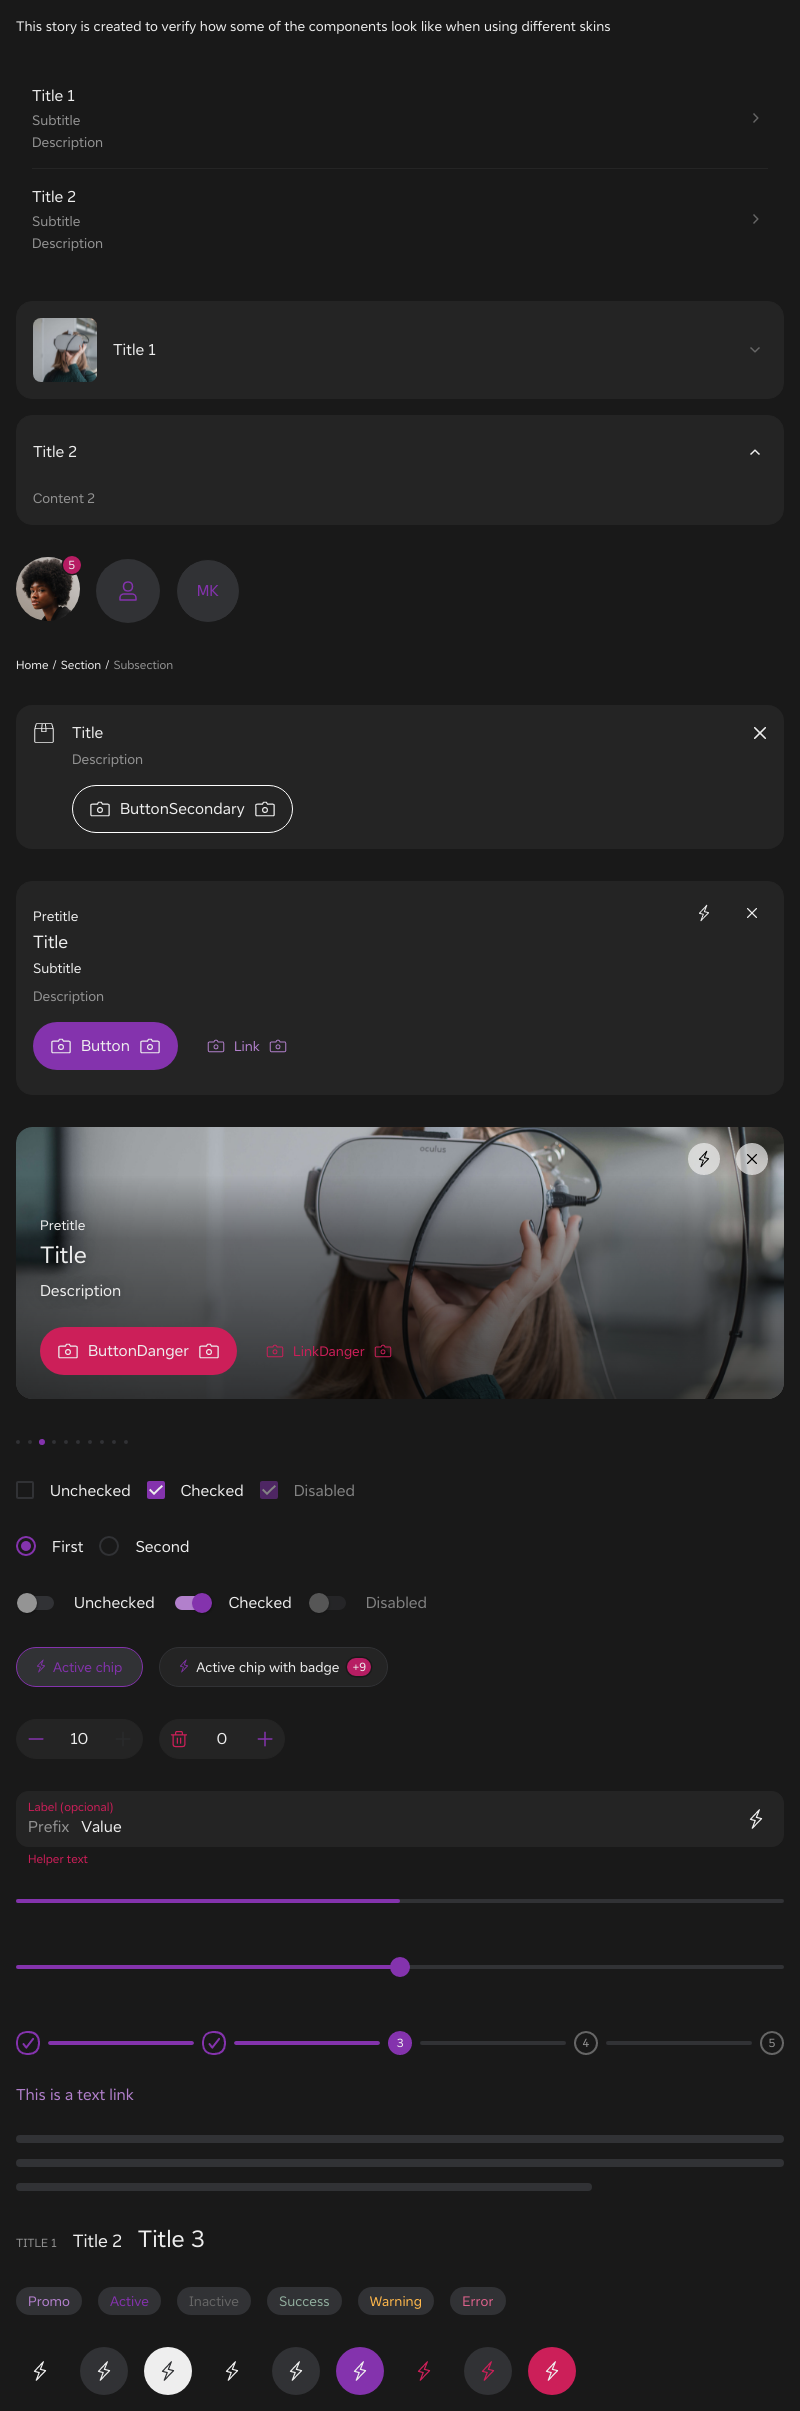 This story is created to verify how some of the components look like when using different skins
Title 1
Subtitle
Description
Title 2
Subtitle
Description
Title 1
Title 2
Content 2
5
MK
Home / Section / Subsection
Title
Description
ButtonSecondary
Pretitle
Title
Subtitle
Description
Button Link
oculus
Pretitle
Title
Description
ButtonDanger LinkDanger
Unchecked Checked Disabled
First Second
Unchecked Checked Disabled
Active chip Active chip with badge +9
10 0
Label (opcional)
Prefix Value
Helper text
3 4 5
This is a text link
TITLE 1 Title 2 Title 3
Promo Active Inactive Success Warning Error